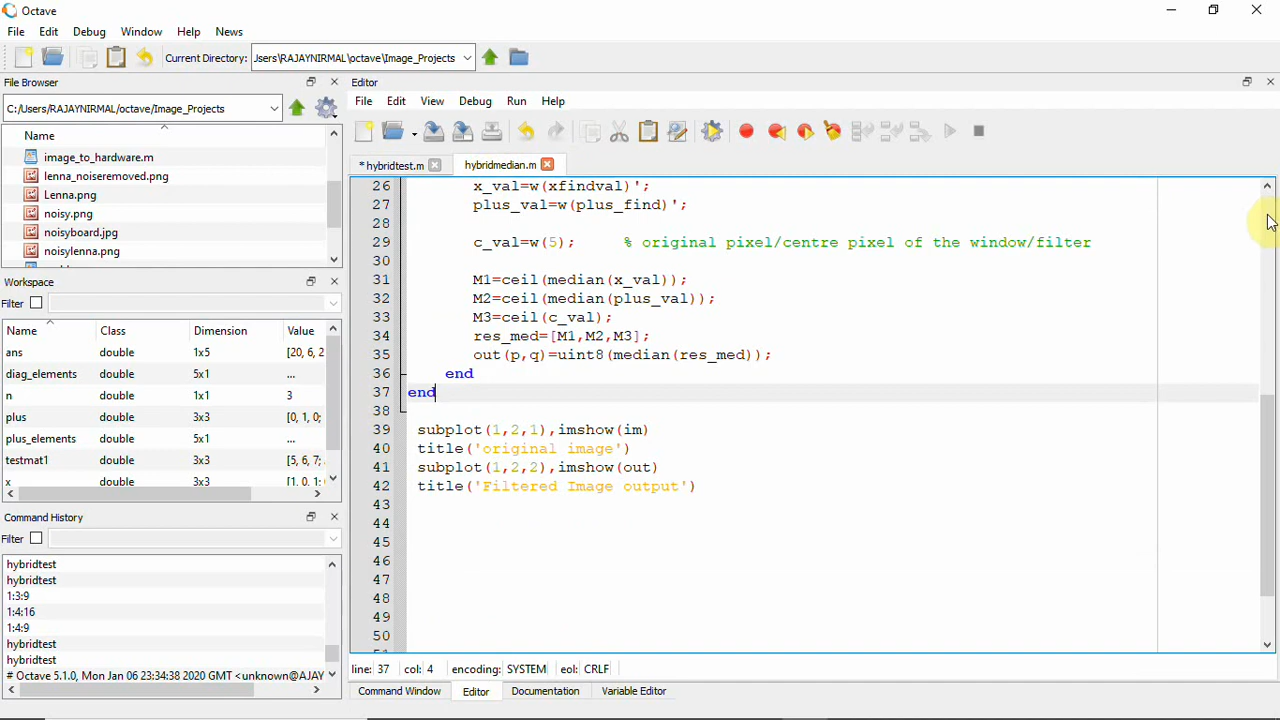 Octave
File Edit Debug Window Help News
Current Directory: Jsers\RAJAYNIRMAL\octave\Image_Projects
File Browser
C:/Users/RAJAYNIRMAL/octave/Image_Projects
Name
image_to_hardware.m
lenna_noiseremoved.png
Lenna.png
noisy.png
noisyboard.jpg
noisylenna.png
Workspace
Filter
Name Class Dimension Value
ans double 1x5 [20, 6, 2
diag_elements double 5x1 ...
n double 1x1 3
plus double 3x3 [0, 1, 0;
plus_elements double 5x1 ...
testmat1 double 3x3 [5, 6, 7;
x double 3x3 [1, 0, 1;
Command History
Filter
hybridtest
hybridtest
1:3:9
1:4:16
1:4:9
hybridtest
hybridtest
# Octave 5.1.0, Mon Jan 06 23:34:38 2020 GMT <unknown@AJAY
Editor
File Edit View Debug Run Help
* hybridtest.m hybridmedian.m
26 x_val=w(xfindval)';
27 plus_val=w(plus_find)';
28
29 c_val=w(5); % original pixel/centre pixel of the window/filter
30
31 M1=ceil(median(x_val));
32 M2=ceil(median(plus_val));
33 M3=ceil(c_val);
34 res_med=[M1,M2,M3];
35 out(p,q)=uint8(median(res_med));
36 end
37 end
38
39 subplot(1,2,1),imshow(im)
40 title('original image')
41 subplot(1,2,2),imshow(out)
42 title('Filtered Image output')
43
44
45
46
47
48
49
50
line: 37 col: 4 encoding: SYSTEM eol: CRLF
Command Window Editor Documentation Variable Editor